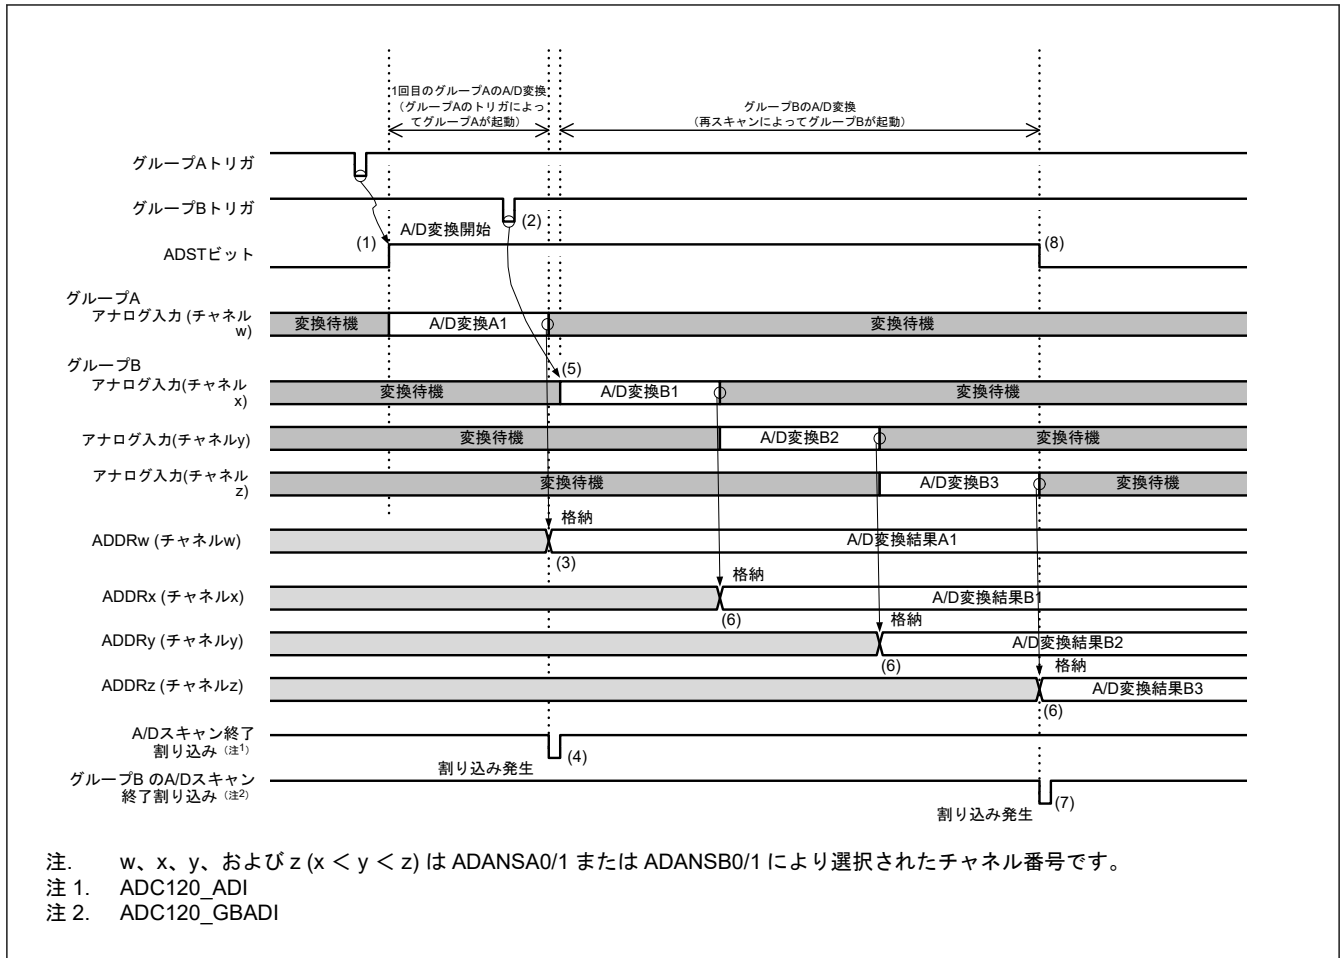 1回目のグループAのA/D変換
（グループAのトリガによっ
てグループAが起動）
グループBのA/D変換
（再スキャンによってグループBが起動）
グループAトリガ
グループBトリガ
(2)
A/D変換開始
(1)
(8)
ADSTビット
グループA
アナログ入力 (チャネル
w)
変換待機
A/D変換A1
変換待機
グループB
アナログ入力(チャネル
x)
(5)
変換待機
A/D変換B1
変換待機
アナログ入力(チャネルy)
変換待機
A/D変換B2
変換待機
アナログ入力(チャネル
z)
変換待機
A/D変換B3
変換待機
格納
ADDRw (チャネルw)
A/D変換結果A1
(3)
格納
ADDRx (チャネルx)
A/D変換結果B1
(6)
格納
ADDRy (チャネルy)
A/D変換結果B2
(6)
格納
ADDRz (チャネルz)
A/D変換結果B3
(6)
A/Dスキャン終了
割り込み（注1）
(4)
割り込み発生
グループB のA/Dスキャン
終了割り込み（注2）
(7)
割り込み発生
注. w、x、y、および z (x ＜ y ＜ z) は ADANSA0/1 または ADANSB0/1 により選択されたチャネル番号です。
注 1. ADC120_ADI
注 2. ADC120_GBADI